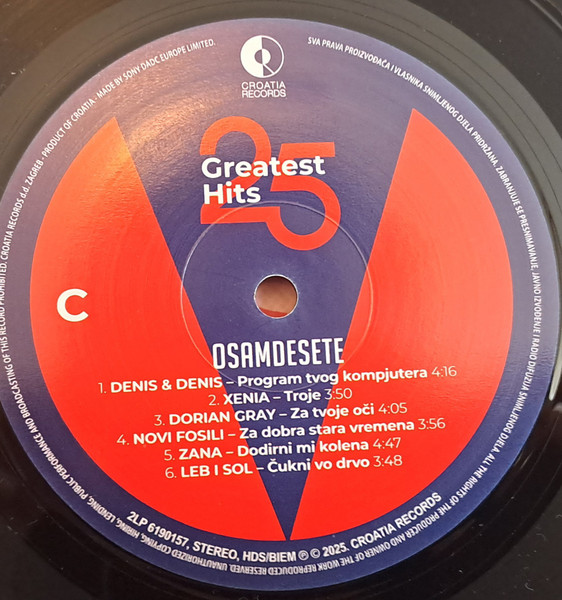 CROATIA
RECORDS
25
Greatest
Hits
C
OSAMDESETE
1. DENIS & DENIS – Program tvog kompjutera 4:16
2. XENIA – Troje 3:50
3. DORIAN GRAY – Za tvoje oči 4:05
4. NOVI FOSILI – Za dobra stara vremena 3:56
5. ZANA – Dodirni mi kolena 4:47
6. LEB I SOL – Čukni vo drvo 3:48
2LP 6190157, STEREO, HDS/BIEM ℗ © 2025. CROATIA RECORDS
SVA PRAVA PROIZVOĐAČA I VLASNIKA SNIMLJENOG DJELA PRIDRŽANA. ZABRANJUJE SE PRESNIMAVANJE, JAVNO IZVOĐENJE I RADIO DIFUZIJA SNIMLJENOG DJELA. ALL THE RIGHTS OF THE PRODUCER AND OWNER OF THE WORK REPRODUCED RESERVED. UNAUTHORIZED COPYING, HIRING, LENDING, PUBLIC PERFORMANCE AND BROADCASTING OF THIS RECORD PROHIBITED. CROATIA RECORDS d.d. ZAGREB - PRODUCT OF CROATIA - MADE BY SONY DADC EUROPE LIMITED.